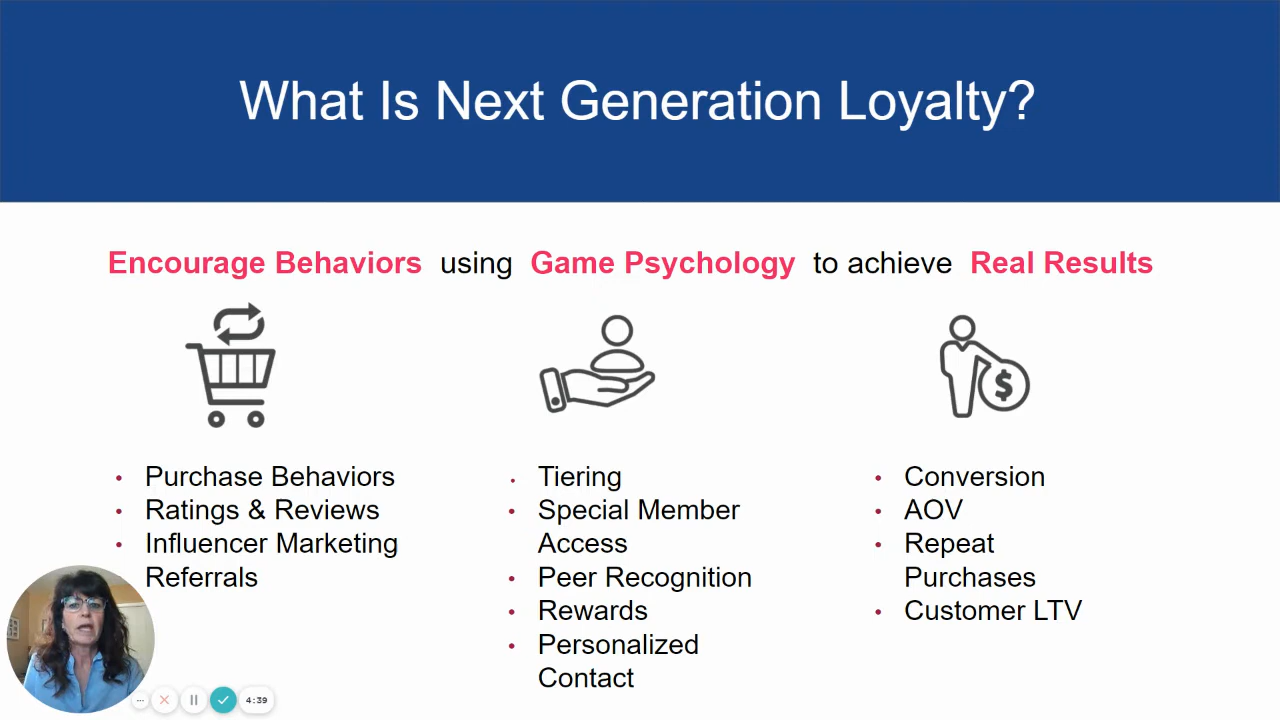 What Is Next Generation Loyalty?
Encourage Behaviors using Game Psychology to achieve Real Results
$
• Purchase Behaviors
• Ratings & Reviews
• Influencer Marketing
Referrals
• Tiering
• Special Member
Access
• Peer Recognition
• Rewards
• Personalized
Contact
• Conversion
• AOV
• Repeat
Purchases
• Customer LTV
4:39